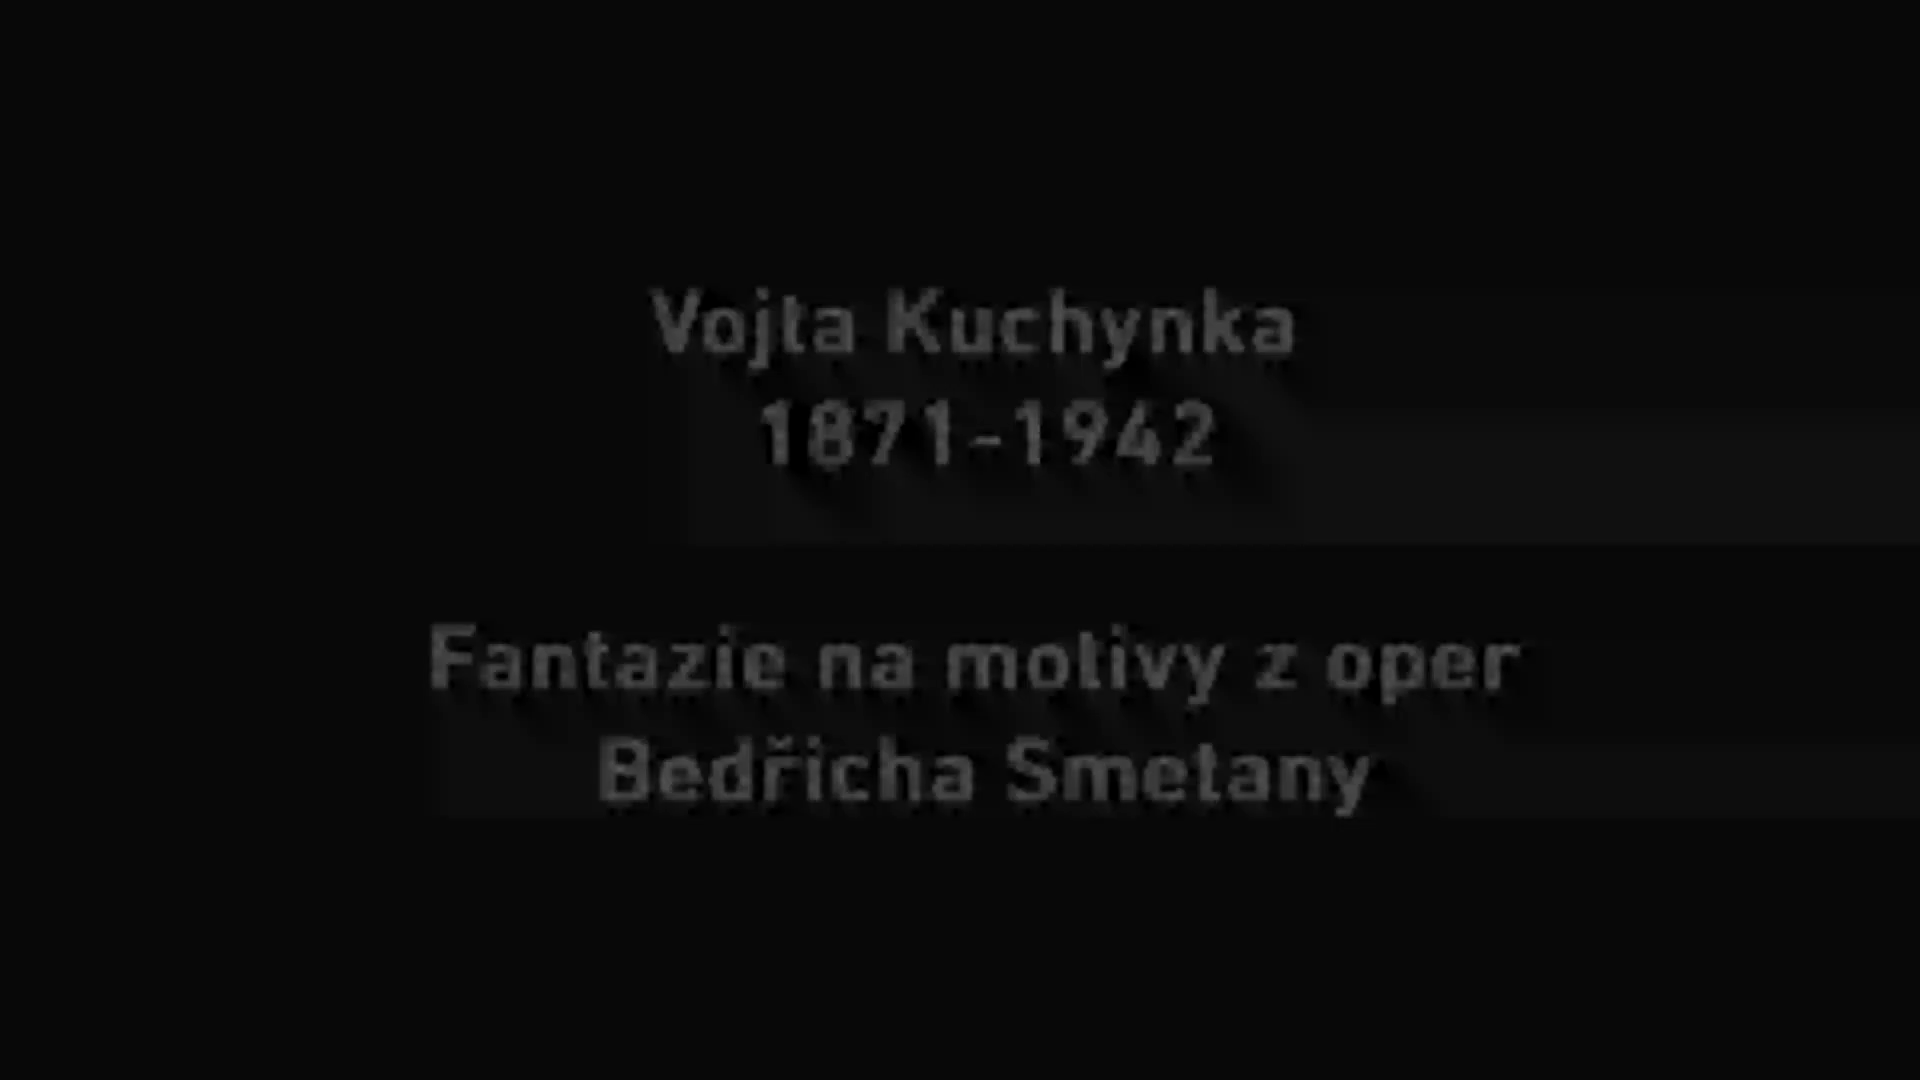 Vojta Kuchynka
1871-1942
Fantazie na motivy z oper
Bedřicha Smetany